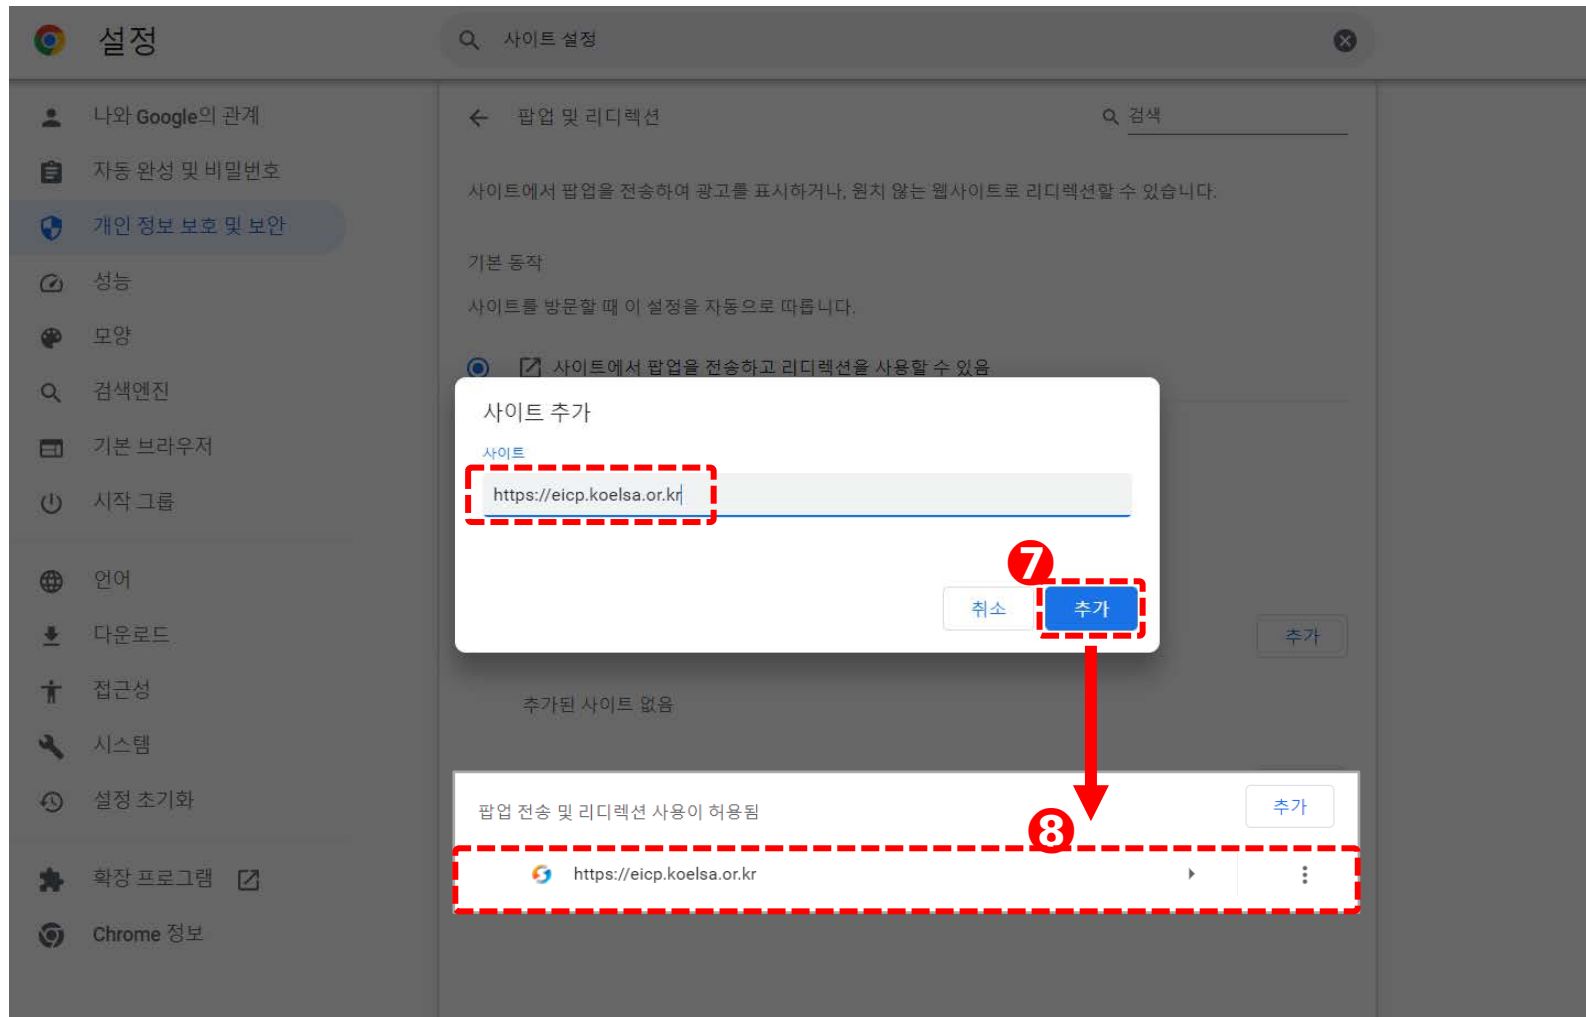 설정
사이트 설정
나와 Google의 관계
자동 완성 및 비밀번호
개인 정보 보호 및 보안
성능
모양
검색엔진
기본 브라우저
시작 그룹
언어
다운로드
접근성
시스템
설정 초기화
확장 프로그램
Chrome 정보
팝업 및 리디렉션
검색
사이트에서 팝업을 전송하여 광고를 표시하거나, 원치 않는 웹사이트로 리디렉션할 수 있습니다.
기본 동작
사이트를 방문할 때 이 설정을 자동으로 따릅니다.
사이트에서 팝업을 전송하고 리디렉션을 사용할 수 있음
사이트 추가
사이트
https://eicp.koelsa.or.kr
7
취소
추가
추가
추가된 사이트 없음
팝업 전송 및 리디렉션 사용이 허용됨
추가
8
https://eicp.koelsa.or.kr